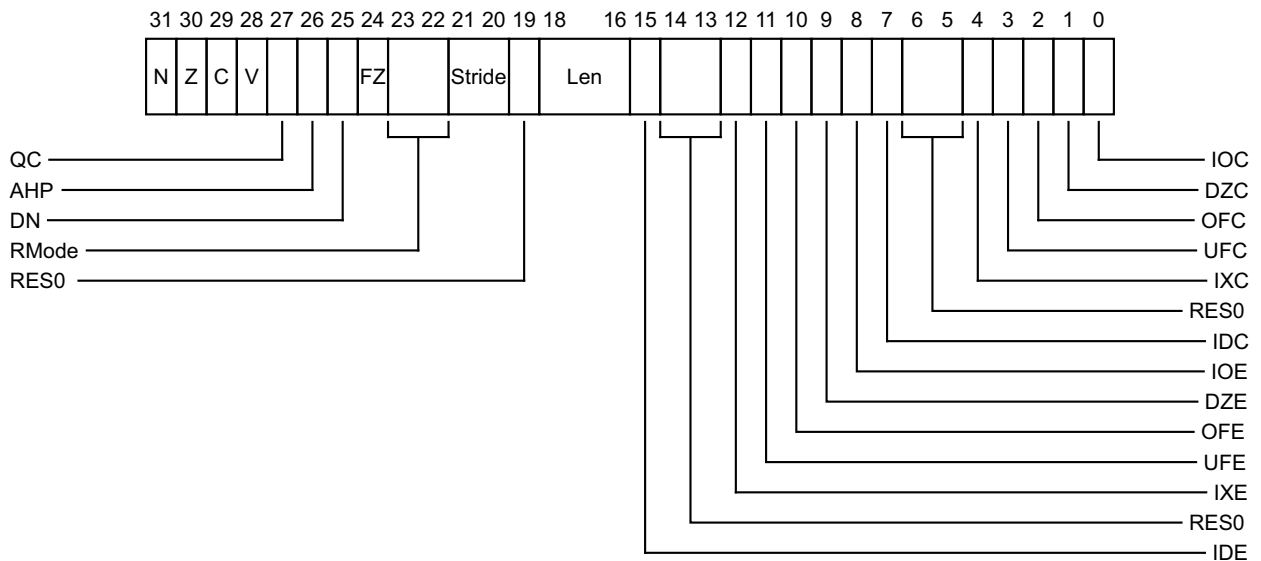 31 30 29 28 27 26 25 24 23 22 21 20 19 18 16 15 14 13 12 11 10 9 8 7 6 5 4 3 2 1 0
N Z C V FZ Stride Len
QC IOC
AHP DZC
DN OFC
RMode UFC
RES0 IXC
RES0
IDC
IOE
DZE
OFE
UFE
IXE
RES0
IDE